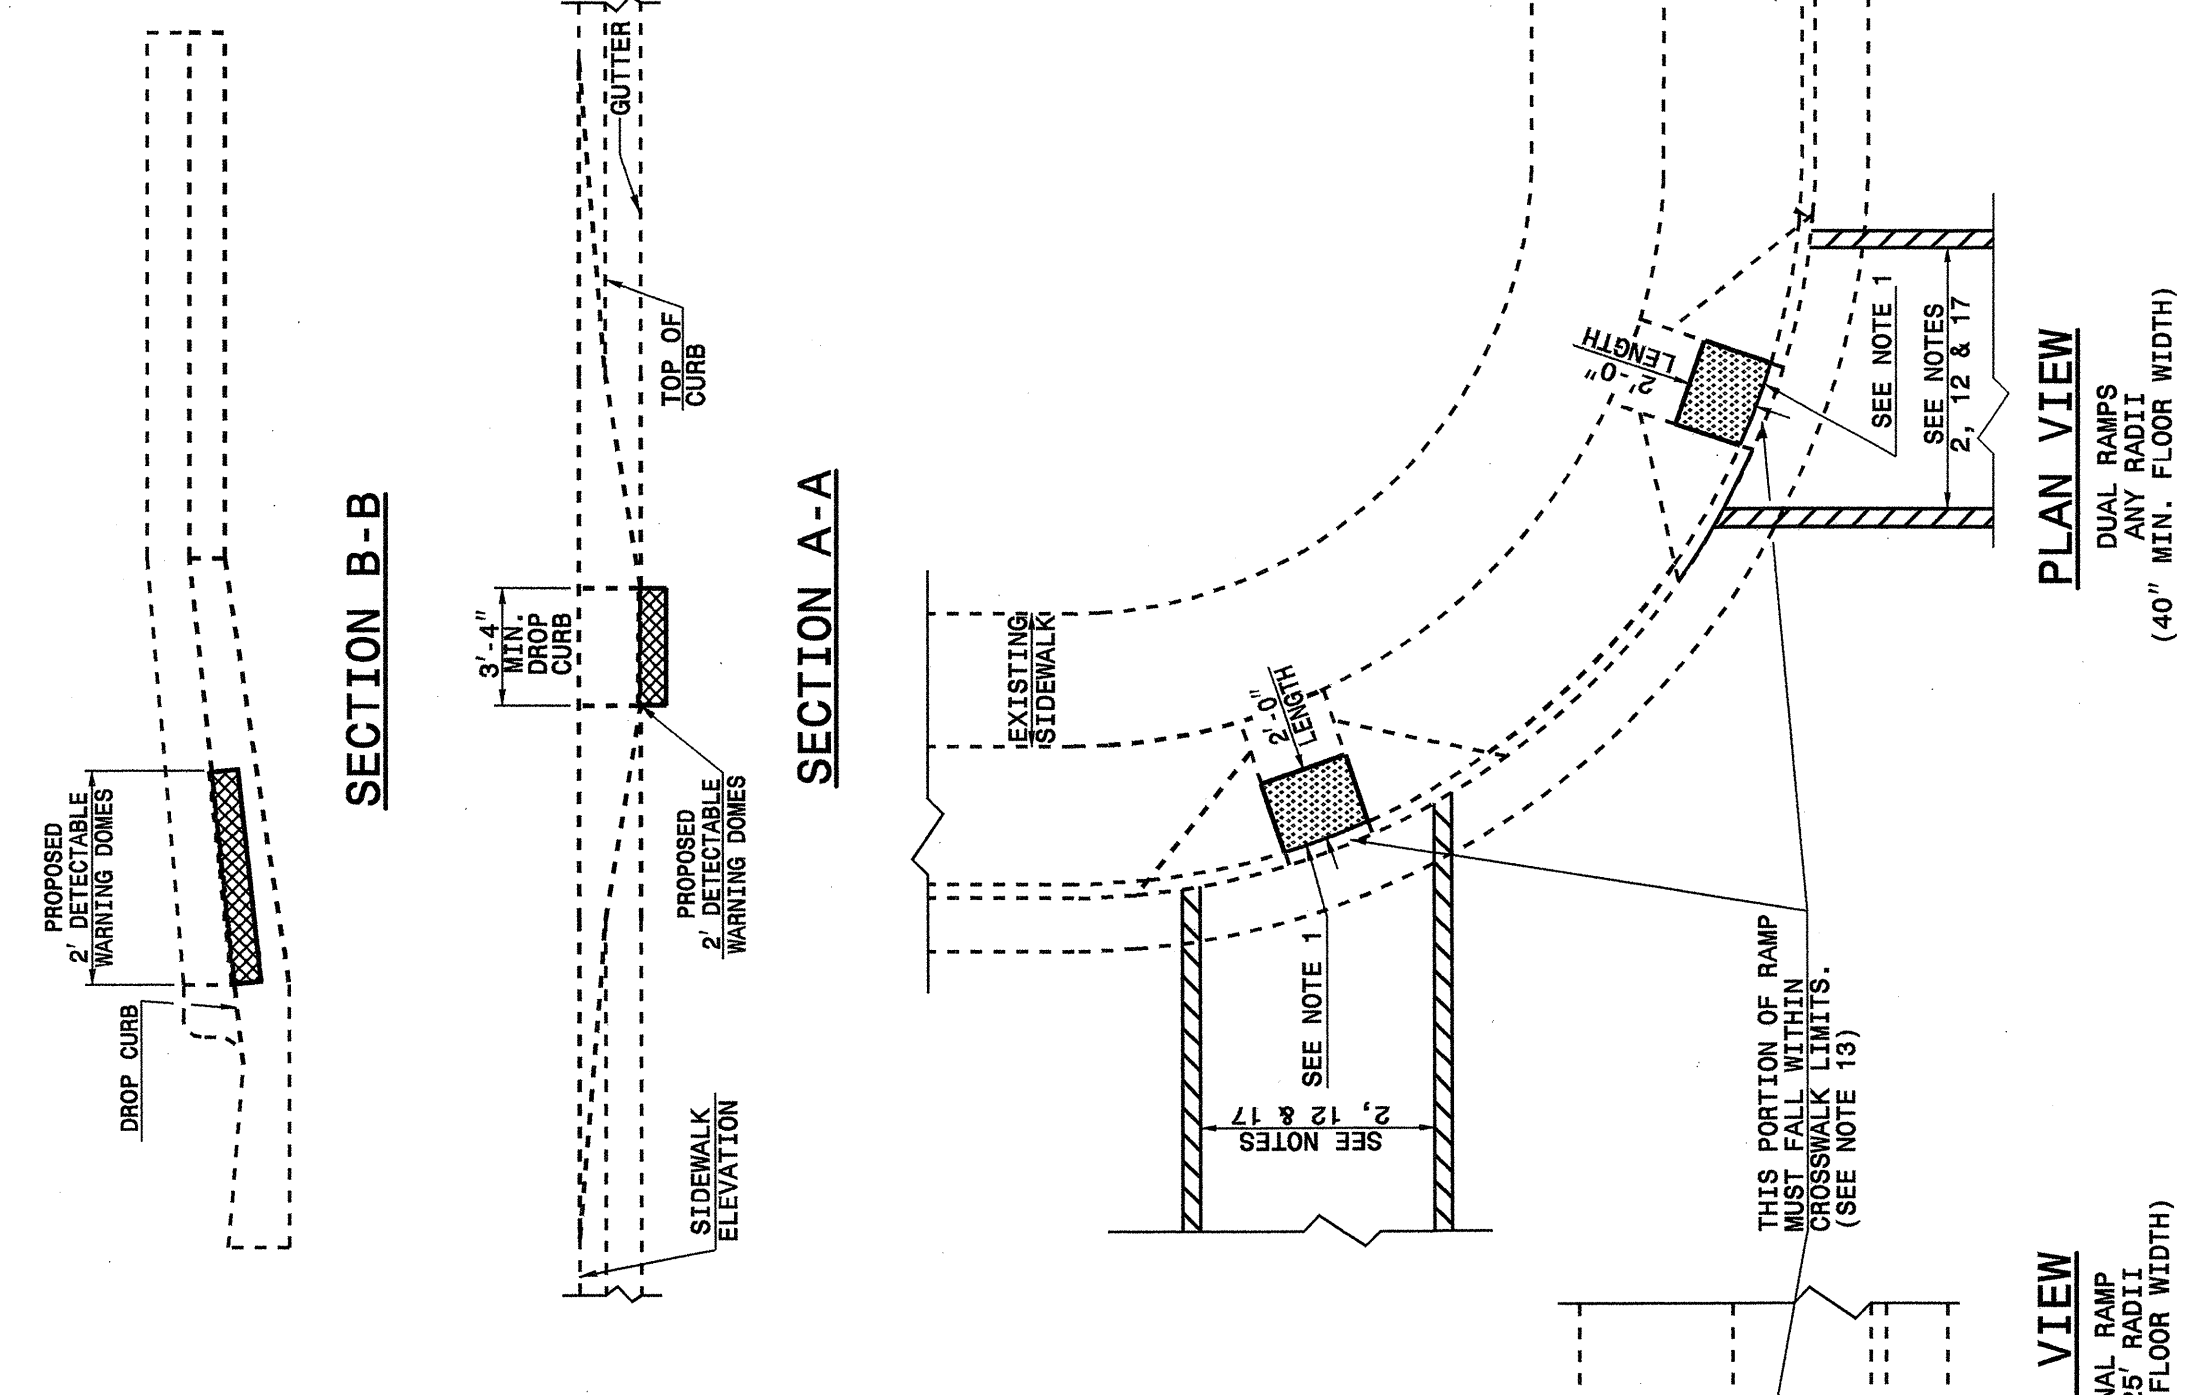 PROPOSED
2' DETECTABLE
WARNING DOMES
DROP CURB
SECTION B-B
GUTTER
TOP OF
CURB
3'-4"
MIN.
DROP
CURB
PROPOSED
2' DETECTABLE
WARNING DOMES
SIDEWALK
ELEVATION
SECTION A-A
EXISTING
SIDEWALK
2'-0"
LENGTH
2'-0"
LENGTH
SEE NOTE 1
SEE NOTES
2, 12 & 17
SEE NOTE 1
SEE NOTES
2, 12 & 17
THIS PORTION OF RAMP
MUST FALL WITHIN
CROSSWALK LIMITS.
(SEE NOTE 13)
PLAN VIEW
DUAL RAMPS
ANY RADII
(40" MIN. FLOOR WIDTH)
VIEW
RAMP
RADII
FLOOR WIDTH)